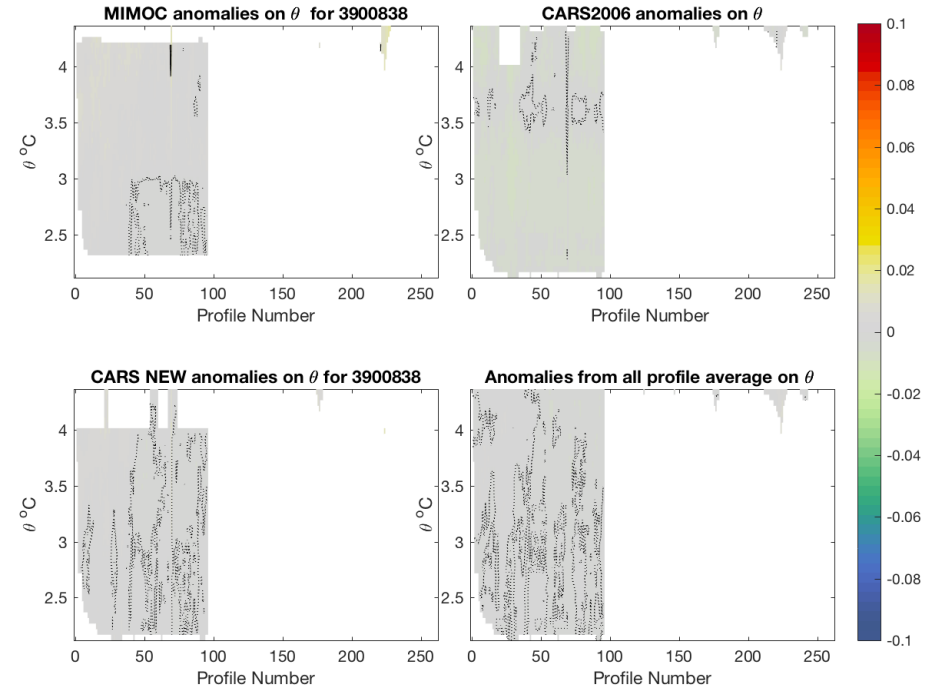 MIMOC anomalies on θ for 3900838
CARS2006 anomalies on θ
4
3.5
3
2.5
θ °C
0 50 100 150 200 250
Profile Number
4
3.5
3
2.5
θ °C
0 50 100 150 200 250
Profile Number
CARS NEW anomalies on θ for 3900838
Anomalies from all profile average on θ
4
3.5
3
2.5
θ °C
0 50 100 150 200 250
Profile Number
4
3.5
3
2.5
θ °C
0 50 100 150 200 250
Profile Number
0.1
0.08
0.06
0.04
0.02
0
-0.02
-0.04
-0.06
-0.08
-0.1